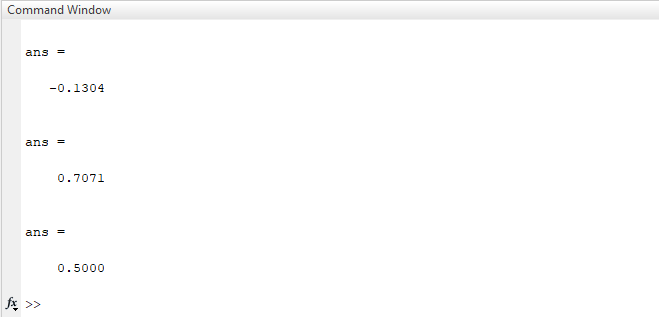 Command Window
ans =
-0.1304
ans =
0.7071
ans =
0.5000
fx >>